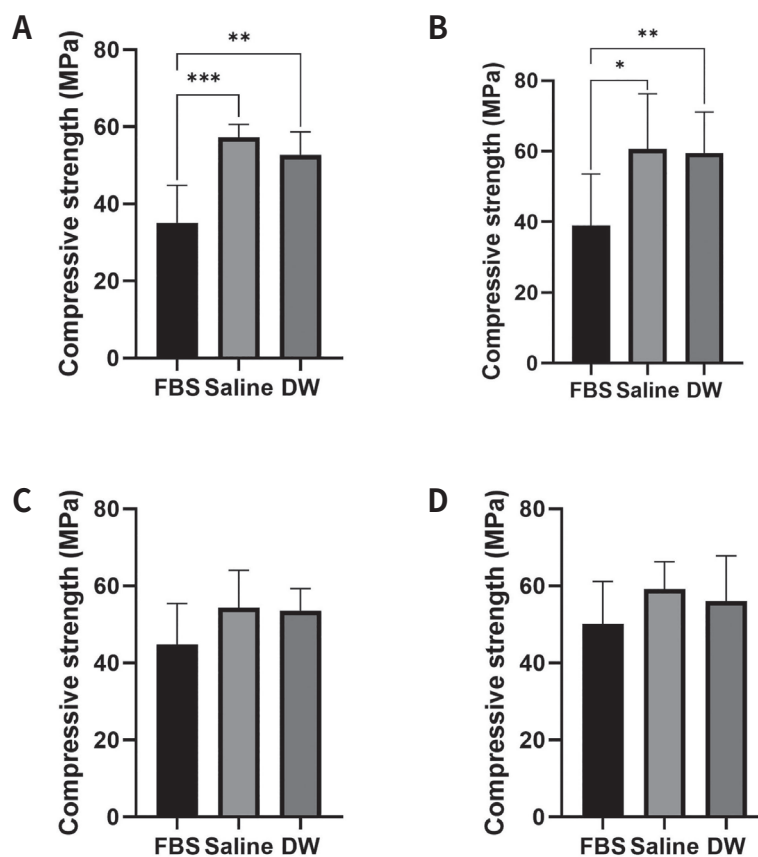 A
Compressive strength (MPa)
80
60
40
20
0
**
***
FBS Saline DW
B
Compressive strength (MPa)
80
60
40
20
0
**
*
FBS Saline DW
C
Compressive strength (MPa)
80
60
40
20
0
FBS Saline DW
D
Compressive strength (MPa)
80
60
40
20
0
FBS Saline DW